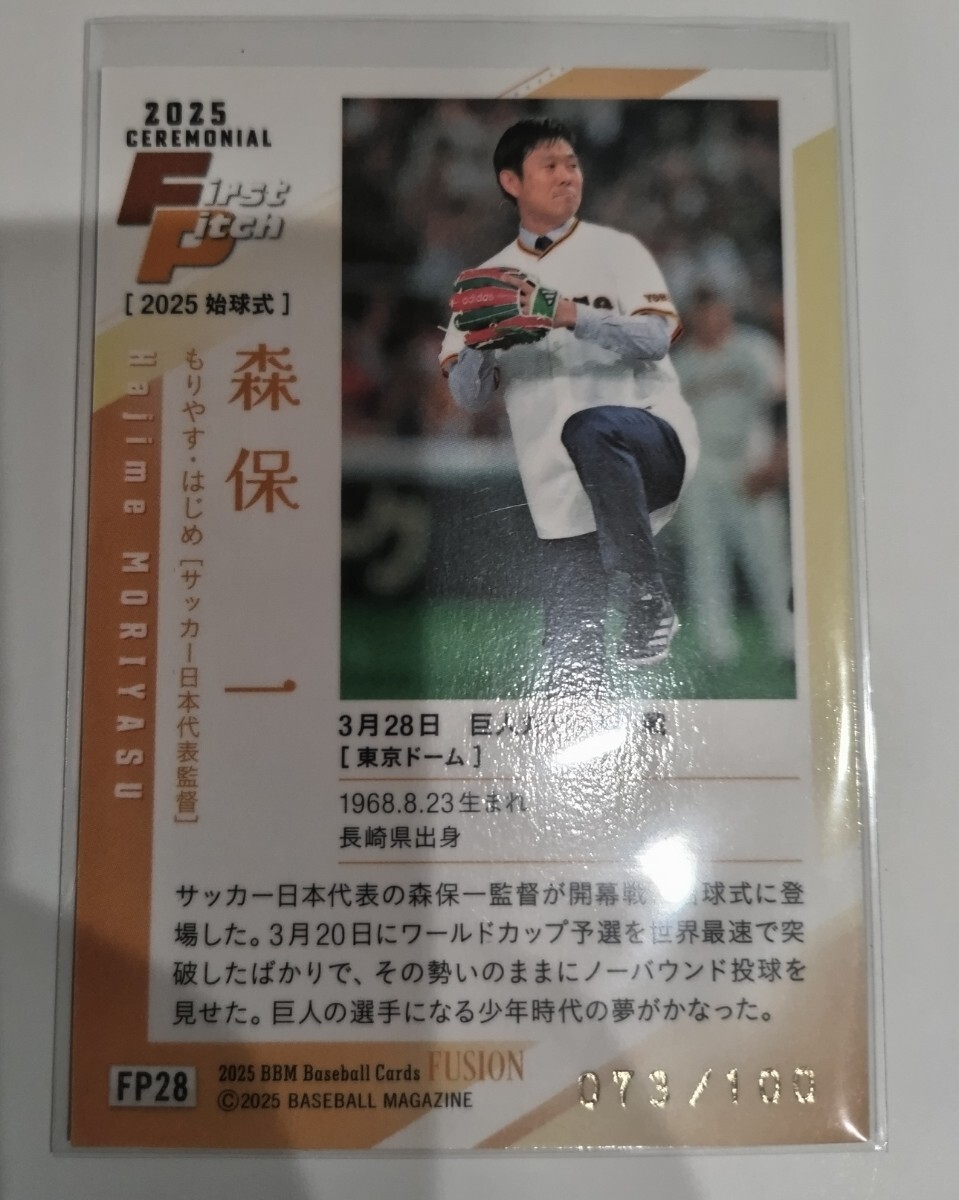 2025
CEREMONIAL
First
Pitch
[ 2025 始球式 ]
森保 一
もりやす・はじめ [サッカー日本代表監督]
Hajime MORIYASU
adidas
3月28日 巨人 戦
[ 東京ドーム ]
1968.8.23生まれ
長崎県出身
サッカー日本代表の森保一監督が開幕戦 始球式に登
場した。3月20日にワールドカップ予選を世界最速で突
破したばかりで、その勢いのままにノーバウンド投球を
見せた。巨人の選手になる少年時代の夢がかなった。
FP28
2025 BBM Baseball Cards FUSION
©2025 BASEBALL MAGAZINE
073/100